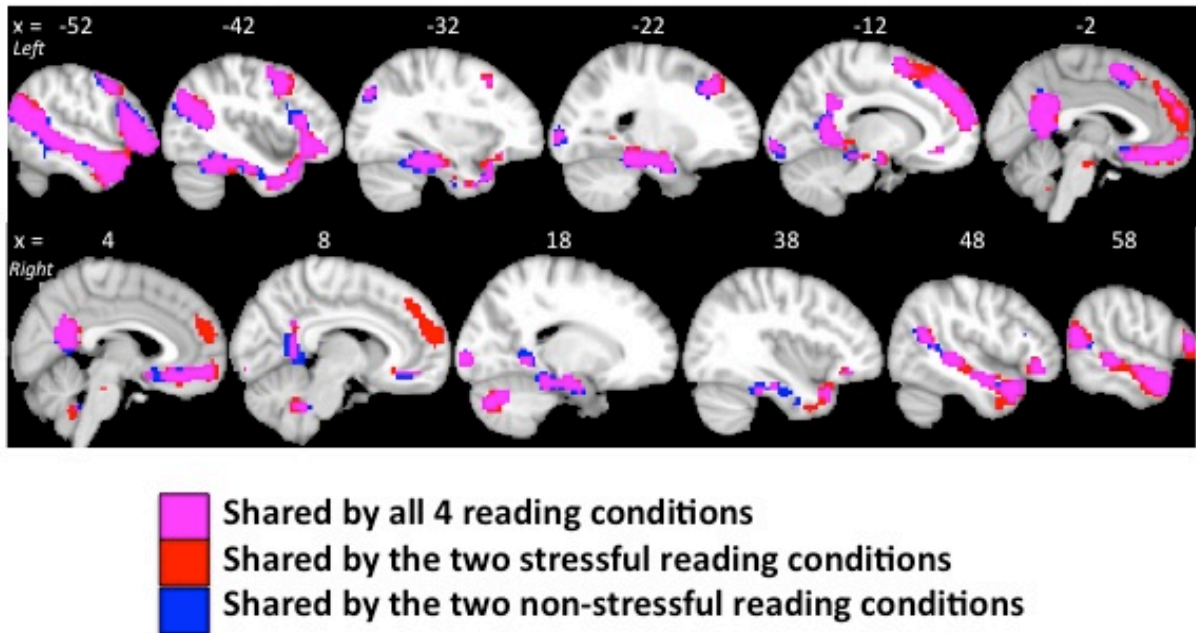 x = -52 -42 -32 -22 -12 -2
Left
x = 4 8 18 38 48 58
Right
Shared by all 4 reading conditions
Shared by the two stressful reading conditions
Shared by the two non-stressful reading conditions